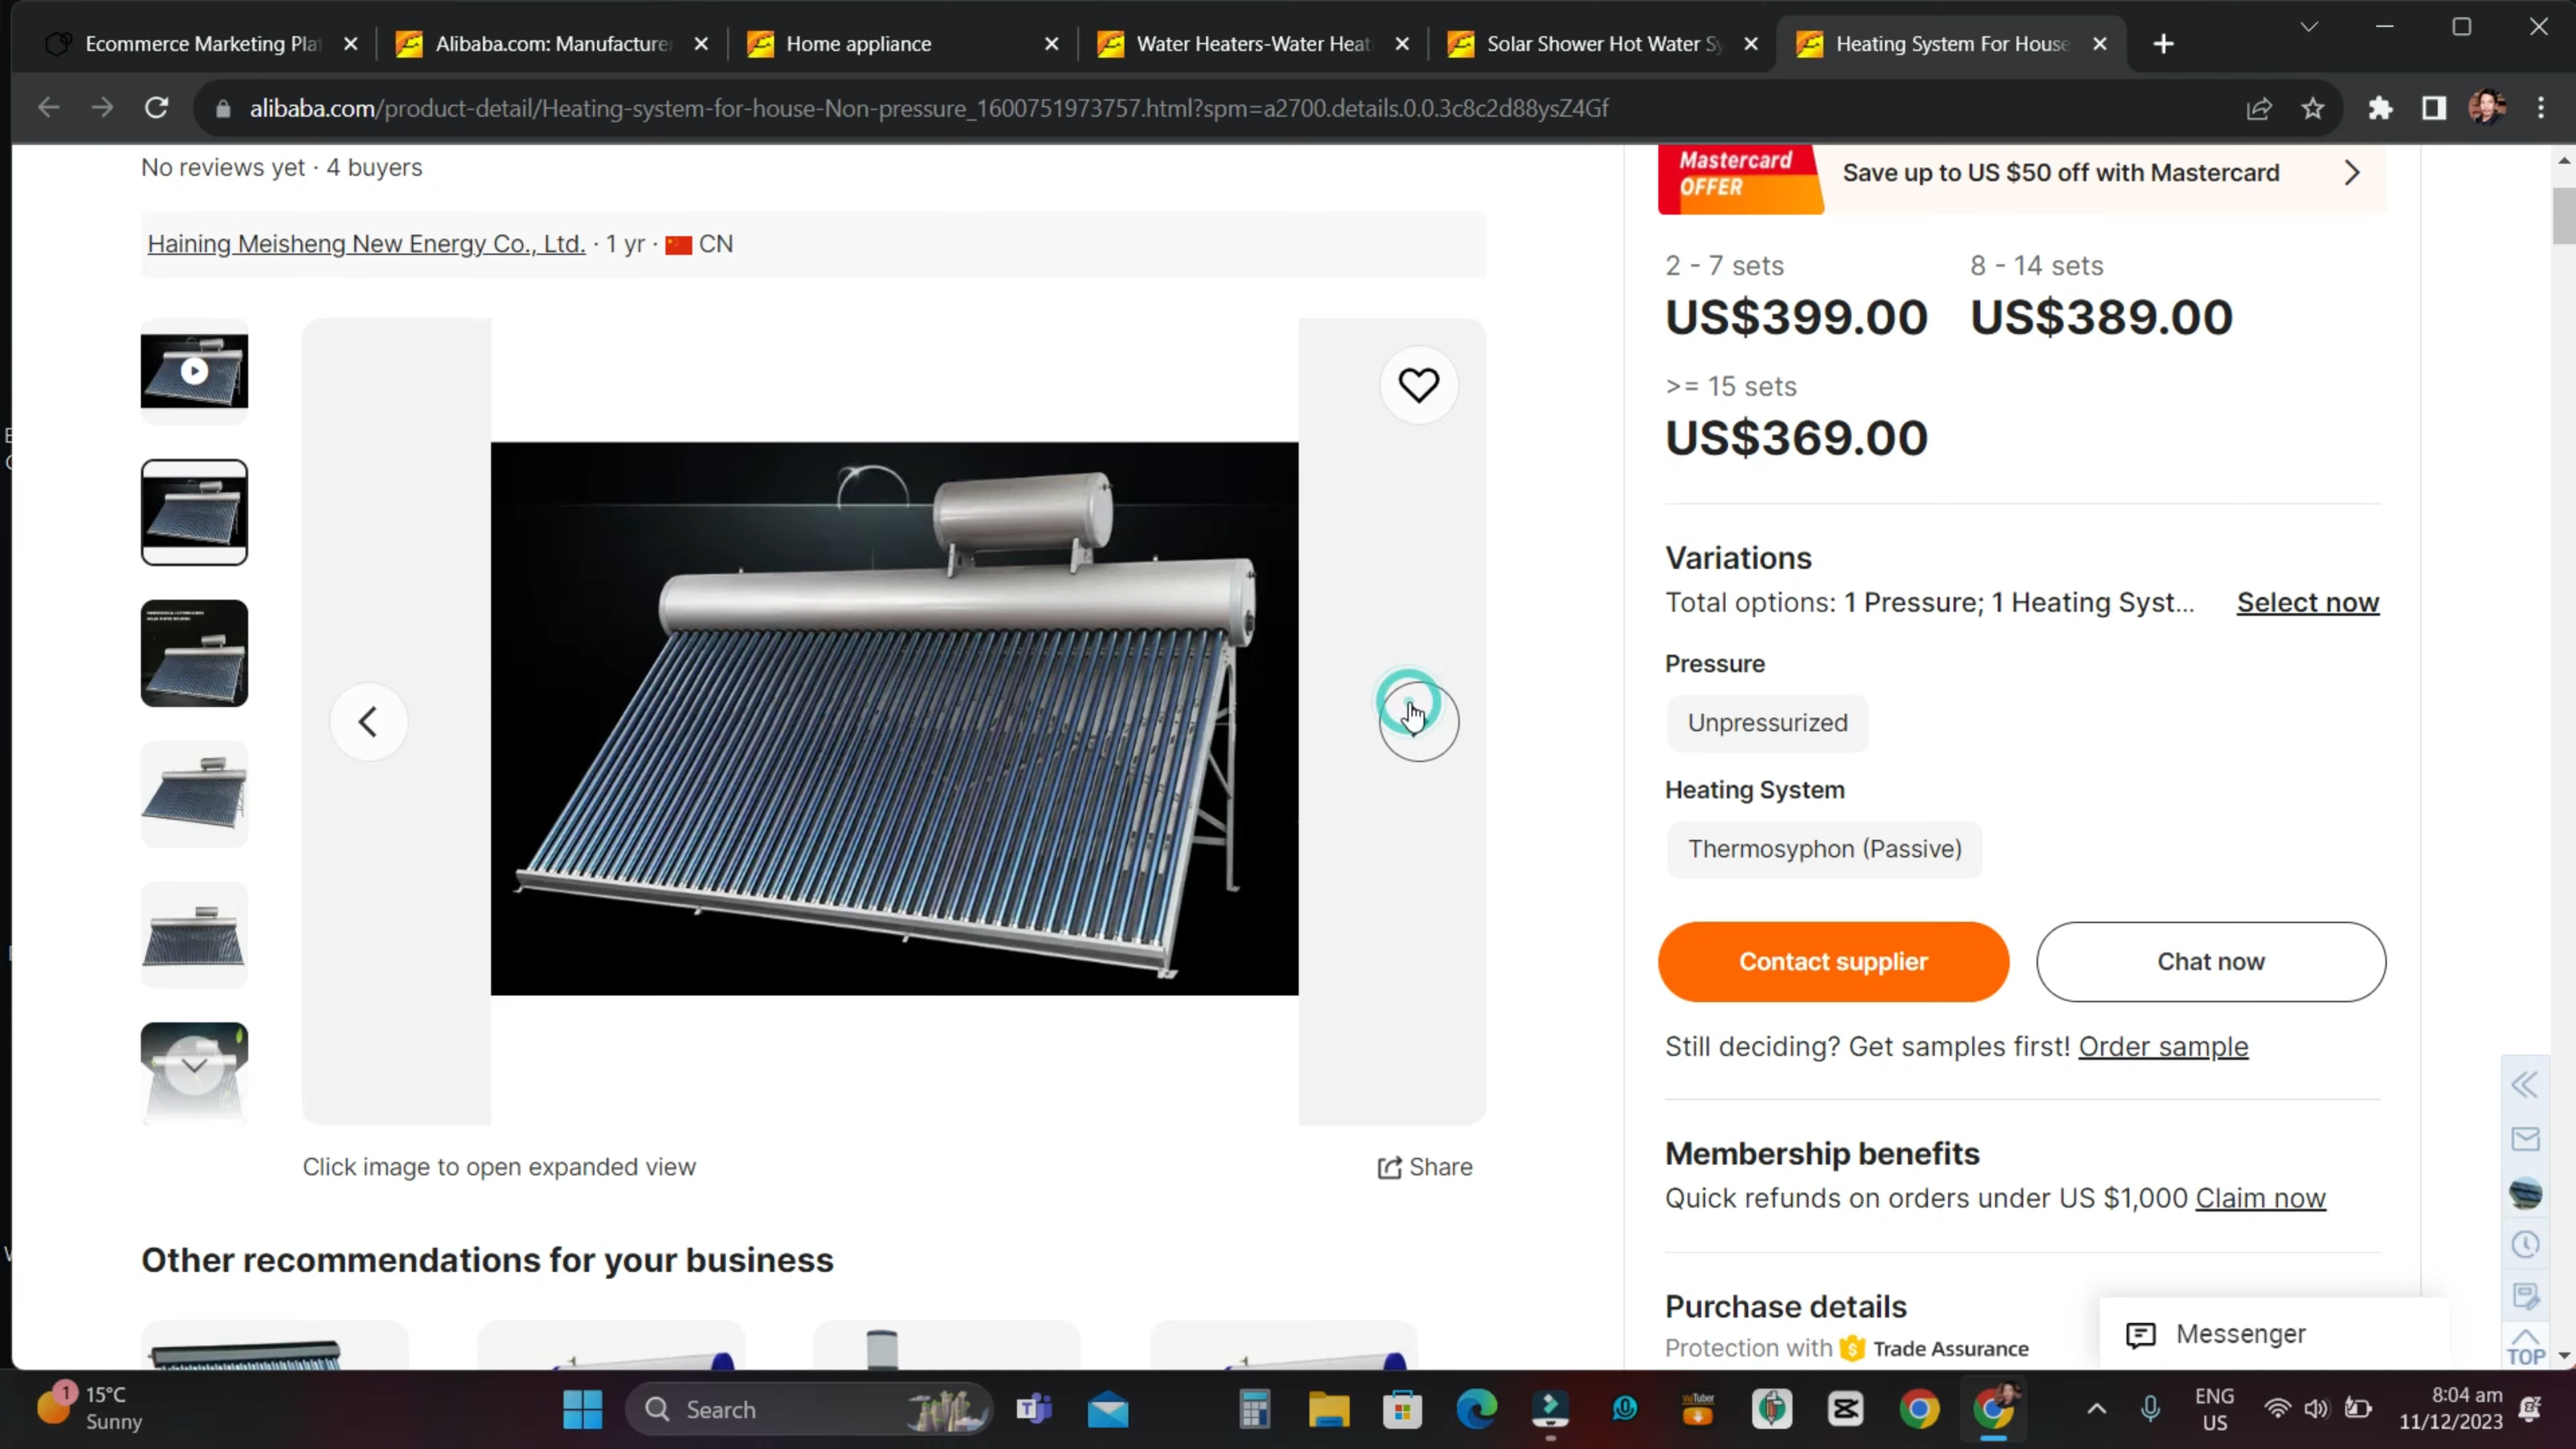 Ecommerce Marketing Pla
Alibaba.com: Manufacturer
Home appliance
Water Heaters-Water Heat
Solar Shower Hot Water Sy
Heating System For House
alibaba.com/product-detail/Heating-system-for-house-Non-pressure_1600751973757.html?spm=a2700.details.0.0.3c8c2d88ysZ4Gf
No reviews yet · 4 buyers
Haining Meisheng New Energy Co., Ltd. · 1 yr · CN
Click image to open expanded view
Share
Other recommendations for your business
Mastercard
OFFER
Save up to US $50 off with Mastercard
2 - 7 sets
US$399.00
8 - 14 sets
US$389.00
>= 15 sets
US$369.00
Variations
Total options: 1 Pressure; 1 Heating Syst... Select now
Pressure
Unpressurized
Heating System
Thermosyphon (Passive)
Contact supplier
Chat now
Still deciding? Get samples first! Order sample
Membership benefits
Quick refunds on orders under US $1,000 Claim now
Purchase details
Protection with Trade Assurance
Messenger
TOP
1
15°C
Sunny
Search
ENG
US
8:04 am
11/12/2023